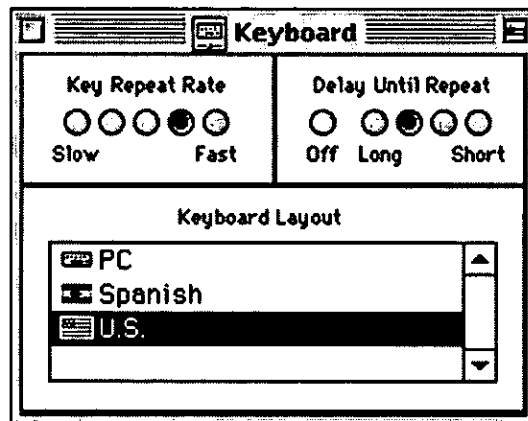 Keyboard
Key Repeat Rate
Slow Fast
Delay Until Repeat
Off Long Short
Keyboard Layout
PC
Spanish
U.S.